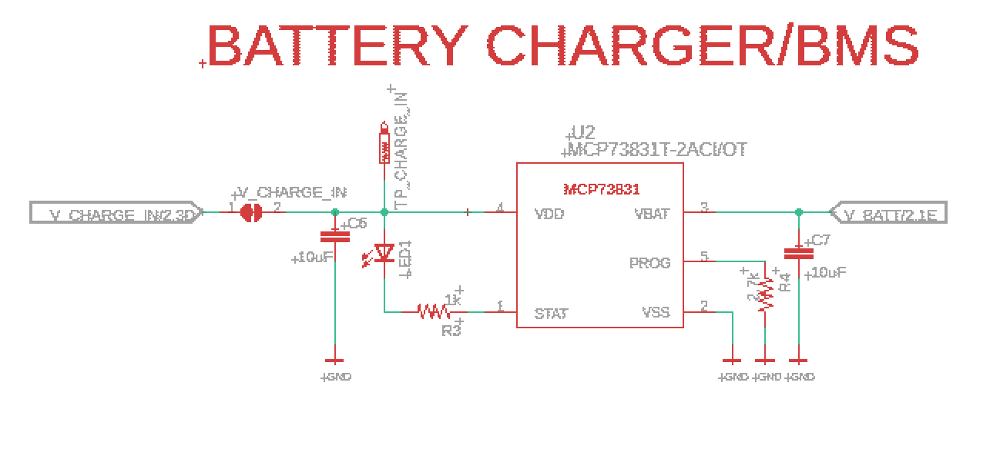 BATTERY CHARGER/BMS
TP_CHARGE_IN
U2
MCP73831T-2ACI/OT
MCP73831
V_CHARGE_IN/2.3D
V_CHARGE_IN
1
2
C6
10uF
LED1
1k
R3
4
VDD
1
STAT
VBAT
3
PROG
5
VSS
2
2.7k
R4
C7
10uF
V_BATT/2.1E
GND
GND
GND
GND